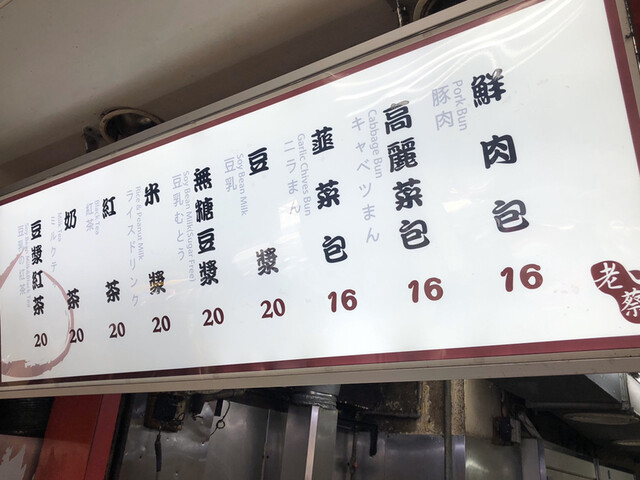 鮮肉包
Pork Bun
豚肉
16
高麗菜包
Cabbage Bun
キャベツまん
16
韮菜包
Garlic Chives Bun
ニラまん
16
豆漿
Soy Bean Milk
豆乳
20
無糖豆漿
Soy Bean Milk(Sugar Free)
豆乳むとう
20
米漿
Rice & Peanut Milk
ライスドリンク
20
紅茶
紅茶
20
奶茶
ミルクテ
20
豆漿紅茶
20
老蔡